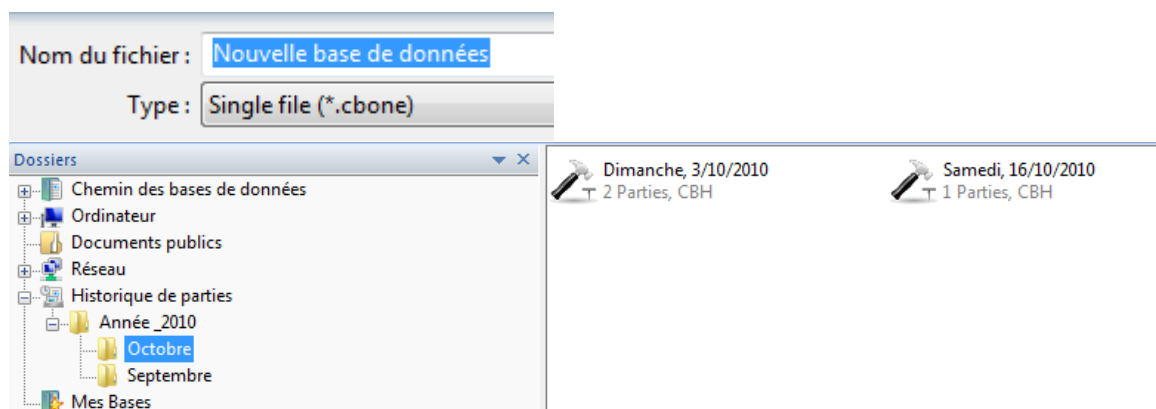 Nom du fichier : Nouvelle base de données
Type : Single file (*.cbone)
Dossiers
Chemin des bases de données
Ordinateur
Documents publics
Réseau
Historique de parties
Année _2010
Octobre
Septembre
Mes Bases
Dimanche, 3/10/2010
2 Parties, CBH
Samedi, 16/10/2010
1 Parties, CBH